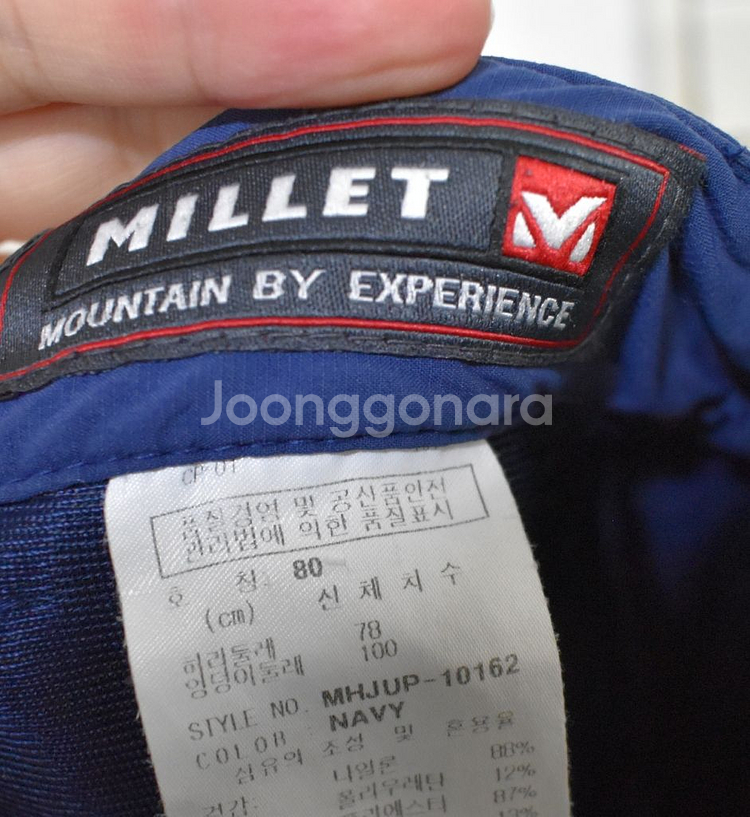 MILLET
MOUNTAIN BY EXPERIENCE
Joonggonara
품질경영 및 공산품안전
관리법에 의한 품질표시
호 칭: 80
(cm) 신체치수
허리둘레 78
엉덩이둘레 100
STYLE NO. MHJUP-10162
COLOR : NAVY
섬유의 조성 및 혼용율
나일론 88%
폴리우레탄 12%
겉감: 폴리에스터 87%
13%